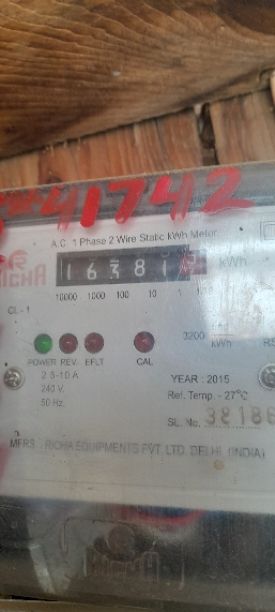 41742
A.C. 1 Phase 2 Wire Static kWh Meter
RICHA 16381 kWh
10000 1000 100 10 1
CL - 1
3200
kWh
POWER REV EFLT CAL
2.5-10 A
240 V.
50 Hz.
YEAR : 2015
Ref. Temp. - 27°C
SL. No. 38186
MFRS. : RICHA EQUIPMENTS PVT. LTD. DELHI (INDIA)
RICHA